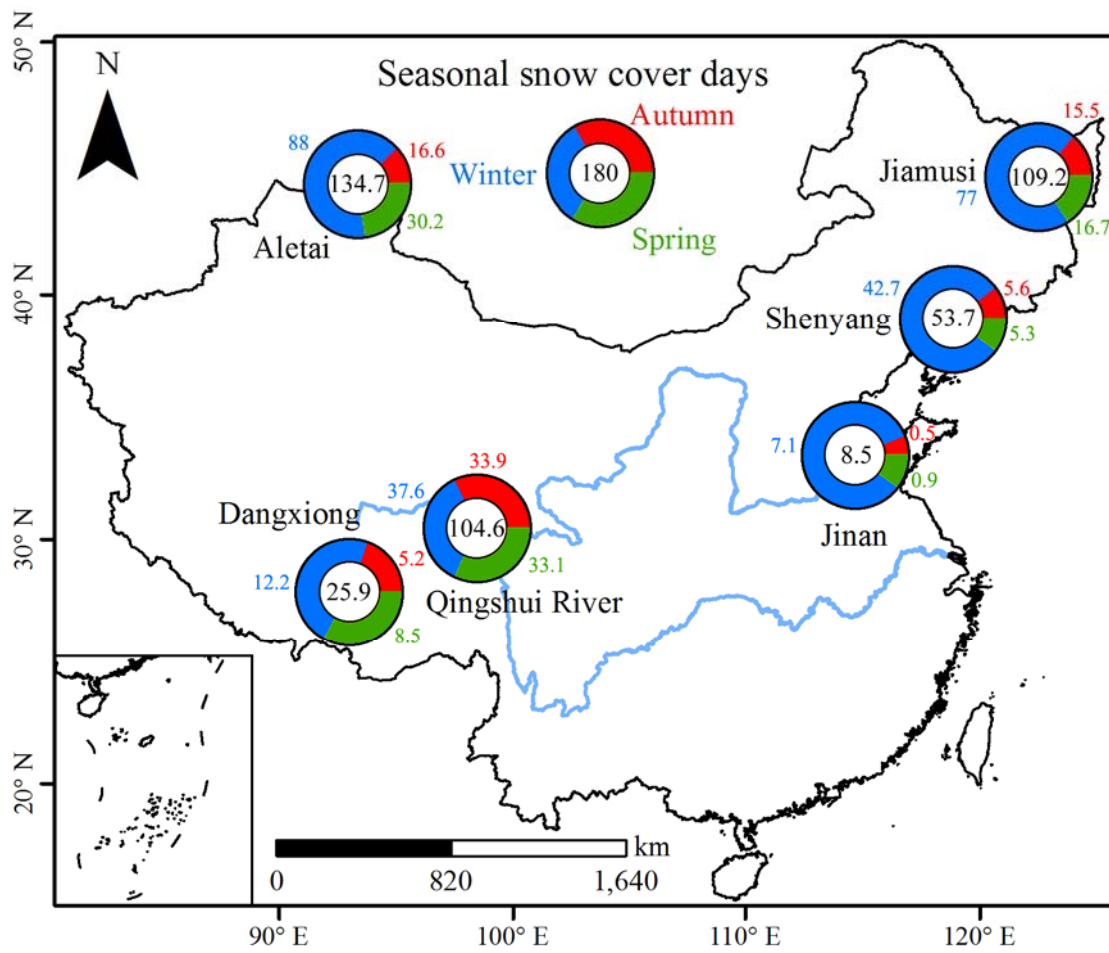 50° N
40° N
30° N
20° N
N
Seasonal snow cover days
Autumn
Winter
180
Spring
88
16.6
134.7
30.2
Aletai
15.5
Jiamusi
109.2
77
16.7
42.7
5.6
Shenyang
53.7
5.3
7.1
0.5
8.5
0.9
Jinan
33.9
37.6
104.6
33.1
Qingshui River
Dangxiong
5.2
12.2
25.9
8.5
km
0
820
1,640
90° E
100° E
110° E
120° E